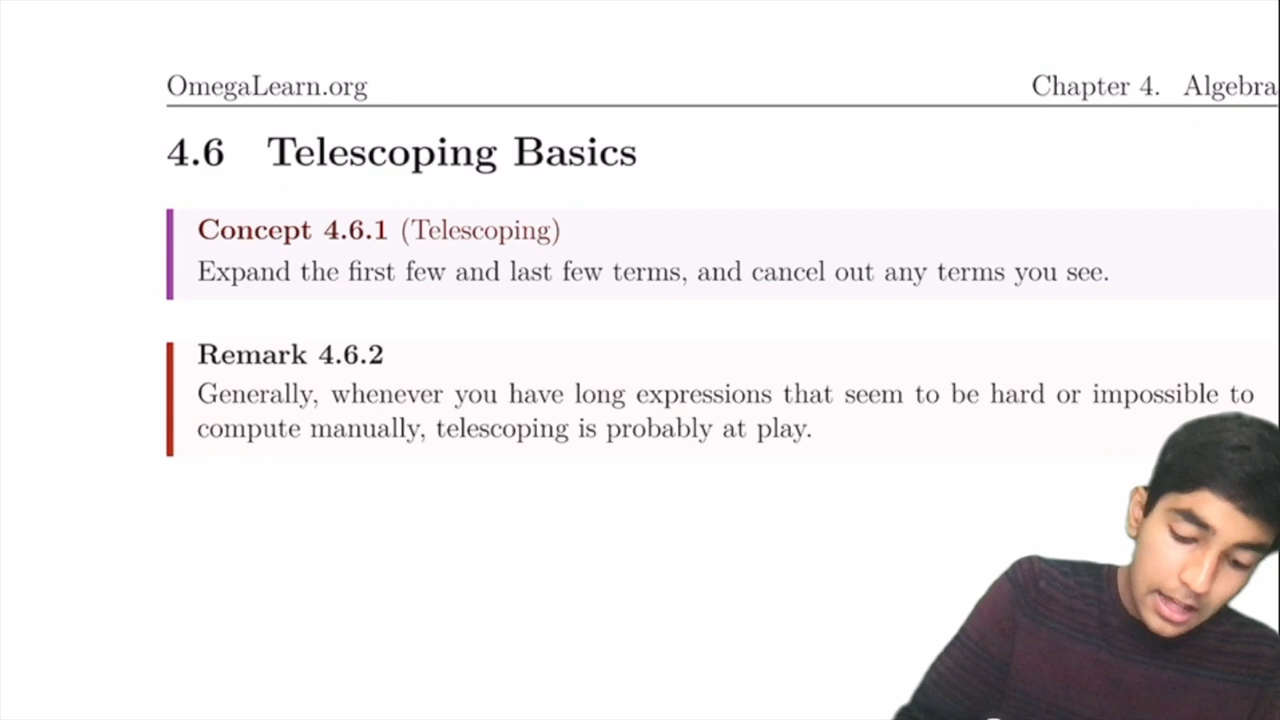 OmegaLearn.org
Chapter 4. Algebra
4.6 Telescoping Basics
Concept 4.6.1 (Telescoping)
Expand the first few and last few terms, and cancel out any terms you see.
Remark 4.6.2
Generally, whenever you have long expressions that seem to be hard or impossible to
compute manually, telescoping is probably at play.